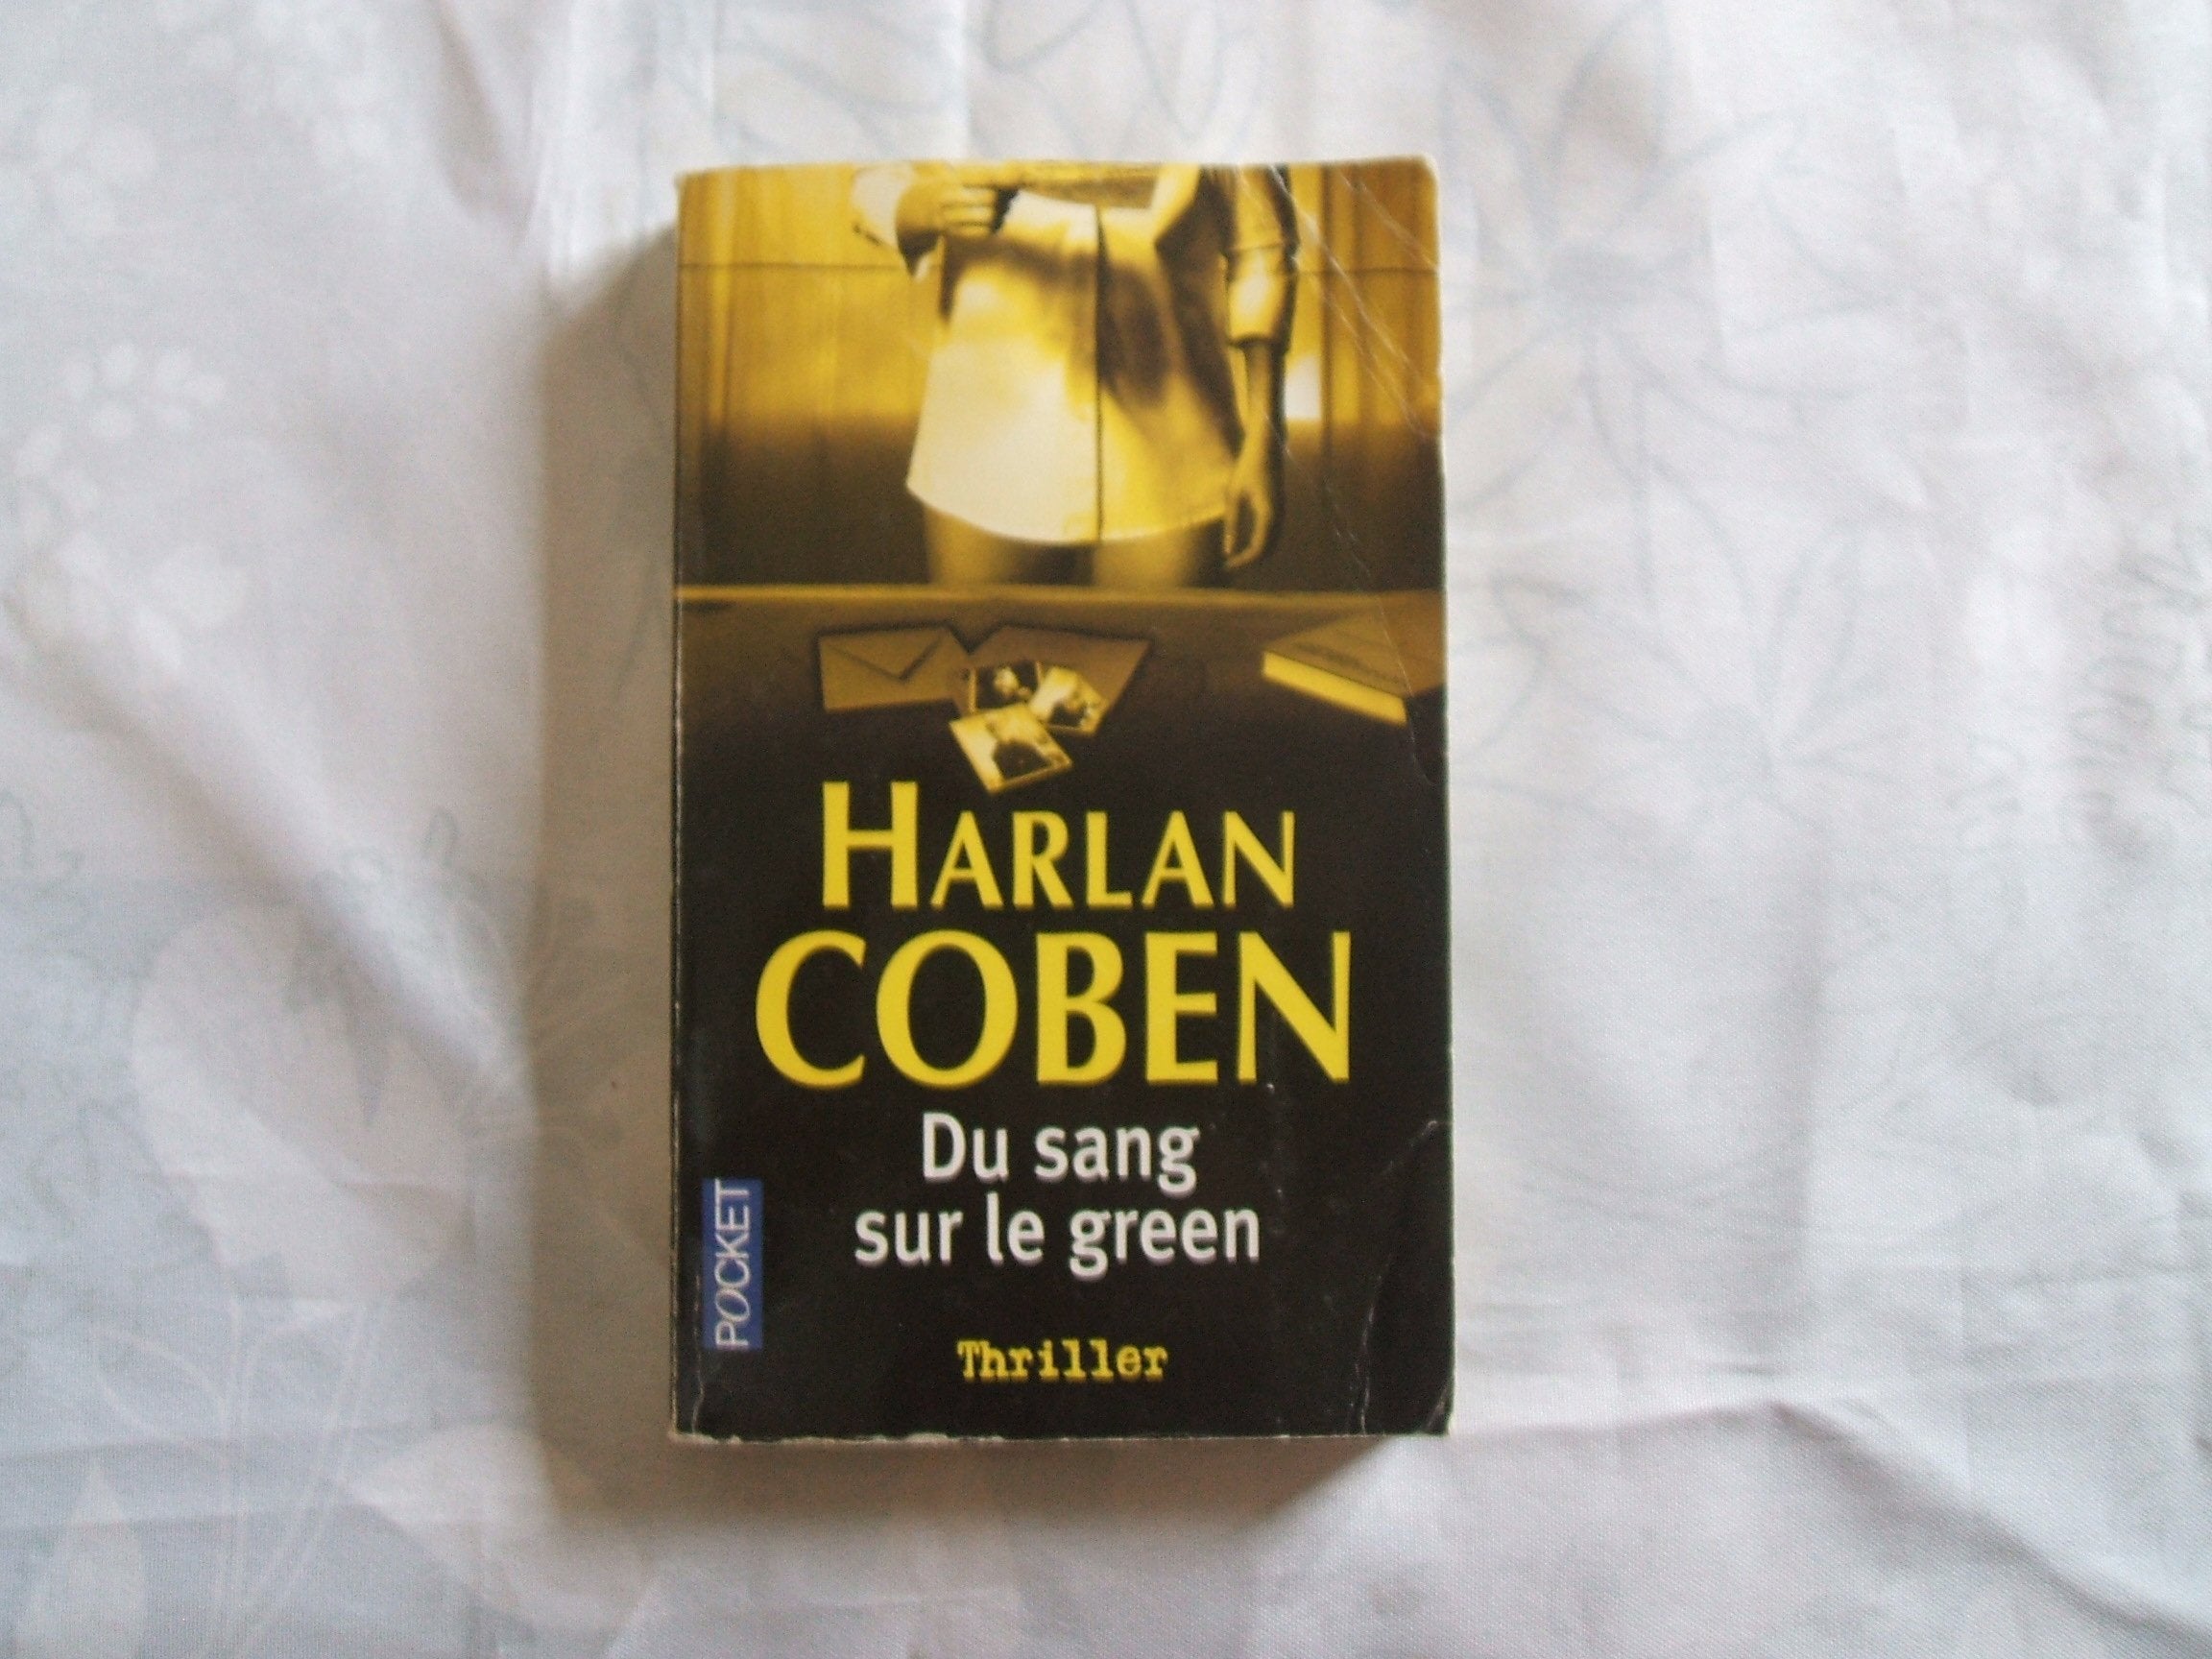 HARLAN
COBEN
Du sang
sur le green
POCKET
Thriller